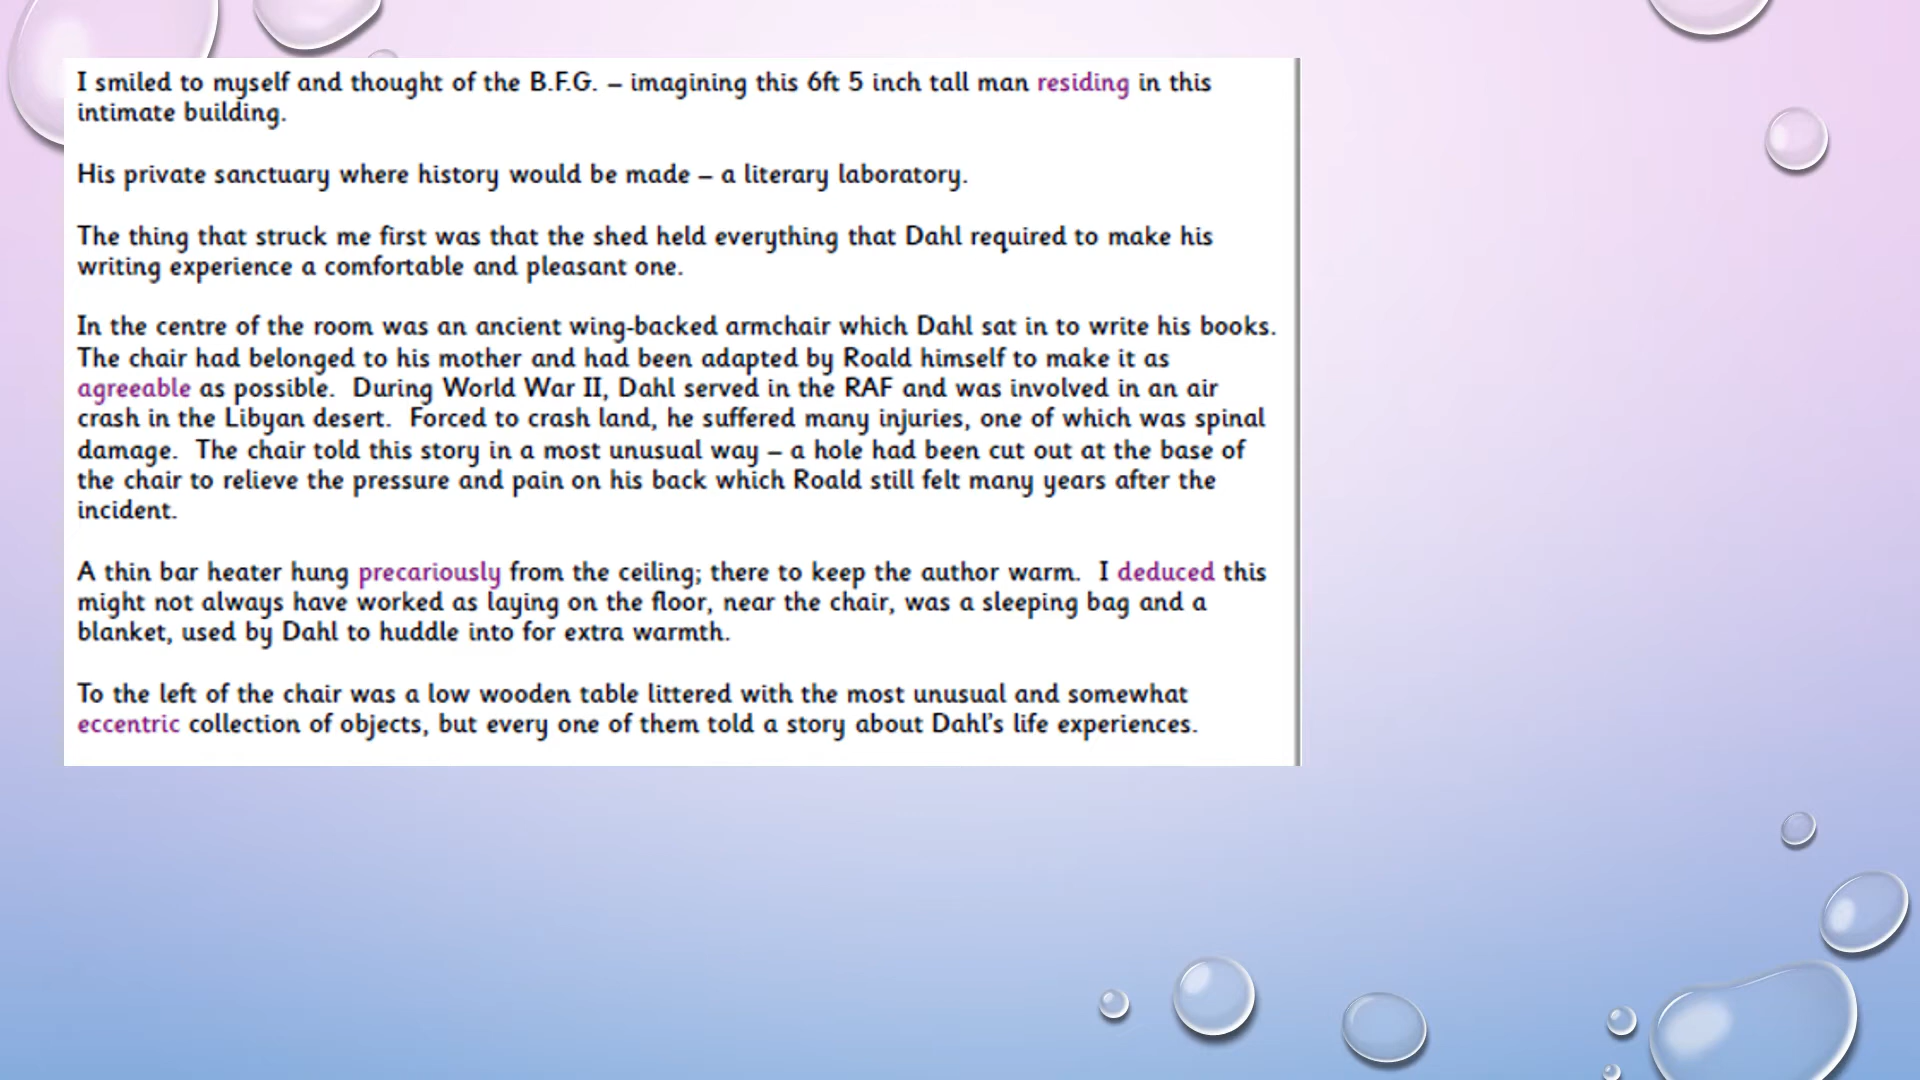 I smiled to myself and thought of the B.F.G. – imagining this 6ft 5 inch tall man residing in this
intimate building.
His private sanctuary where history would be made – a literary laboratory.
The thing that struck me first was that the shed held everything that Dahl required to make his
writing experience a comfortable and pleasant one.
In the centre of the room was an ancient wing-backed armchair which Dahl sat in to write his books.
The chair had belonged to his mother and had been adapted by Roald himself to make it as
agreeable as possible.  During World War II, Dahl served in the RAF and was involved in an air
crash in the Libyan desert.  Forced to crash land, he suffered many injuries, one of which was spinal
damage.  The chair told this story in a most unusual way – a hole had been cut out at the base of
the chair to relieve the pressure and pain on his back which Roald still felt many years after the
incident.
A thin bar heater hung precariously from the ceiling; there to keep the author warm.  I deduced this
might not always have worked as laying on the floor, near the chair, was a sleeping bag and a
blanket, used by Dahl to huddle into for extra warmth.
To the left of the chair was a low wooden table littered with the most unusual and somewhat
eccentric collection of objects, but every one of them told a story about Dahl's life experiences.